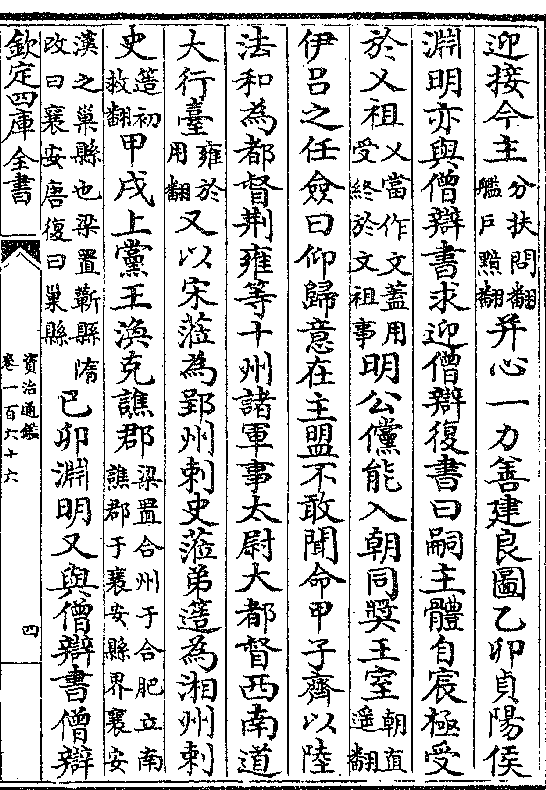 迎接今主分扶問翻艦戸黯翻并心一力善建良圖乙卯貞陽侯
淵明亦與僧辯書求迎僧辯復書曰嗣主體自宸極受
於乂祖乂當作文蓋用受終於文祖事明公儻能入朝同奬王室朝直遥翻
伊吕之任僉曰仰歸意在主盟不敢聞命甲子齊以陸
法和為都督荆雍等十州諸軍事太尉大都督西南道
大行臺雍於用翻又以宋蒞為郢州刺史蒞弟簉為湘州刺
史簉初救翻甲戌上黨王渙克譙郡梁置合州于合肥立南譙郡于襄安縣界襄安
漢之巢縣也梁置蘄縣隋改曰襄安唐復曰巢縣已卯淵明又與僧辯書僧辯
欽定四庫全書
資治通鑑
卷一百六十六
四